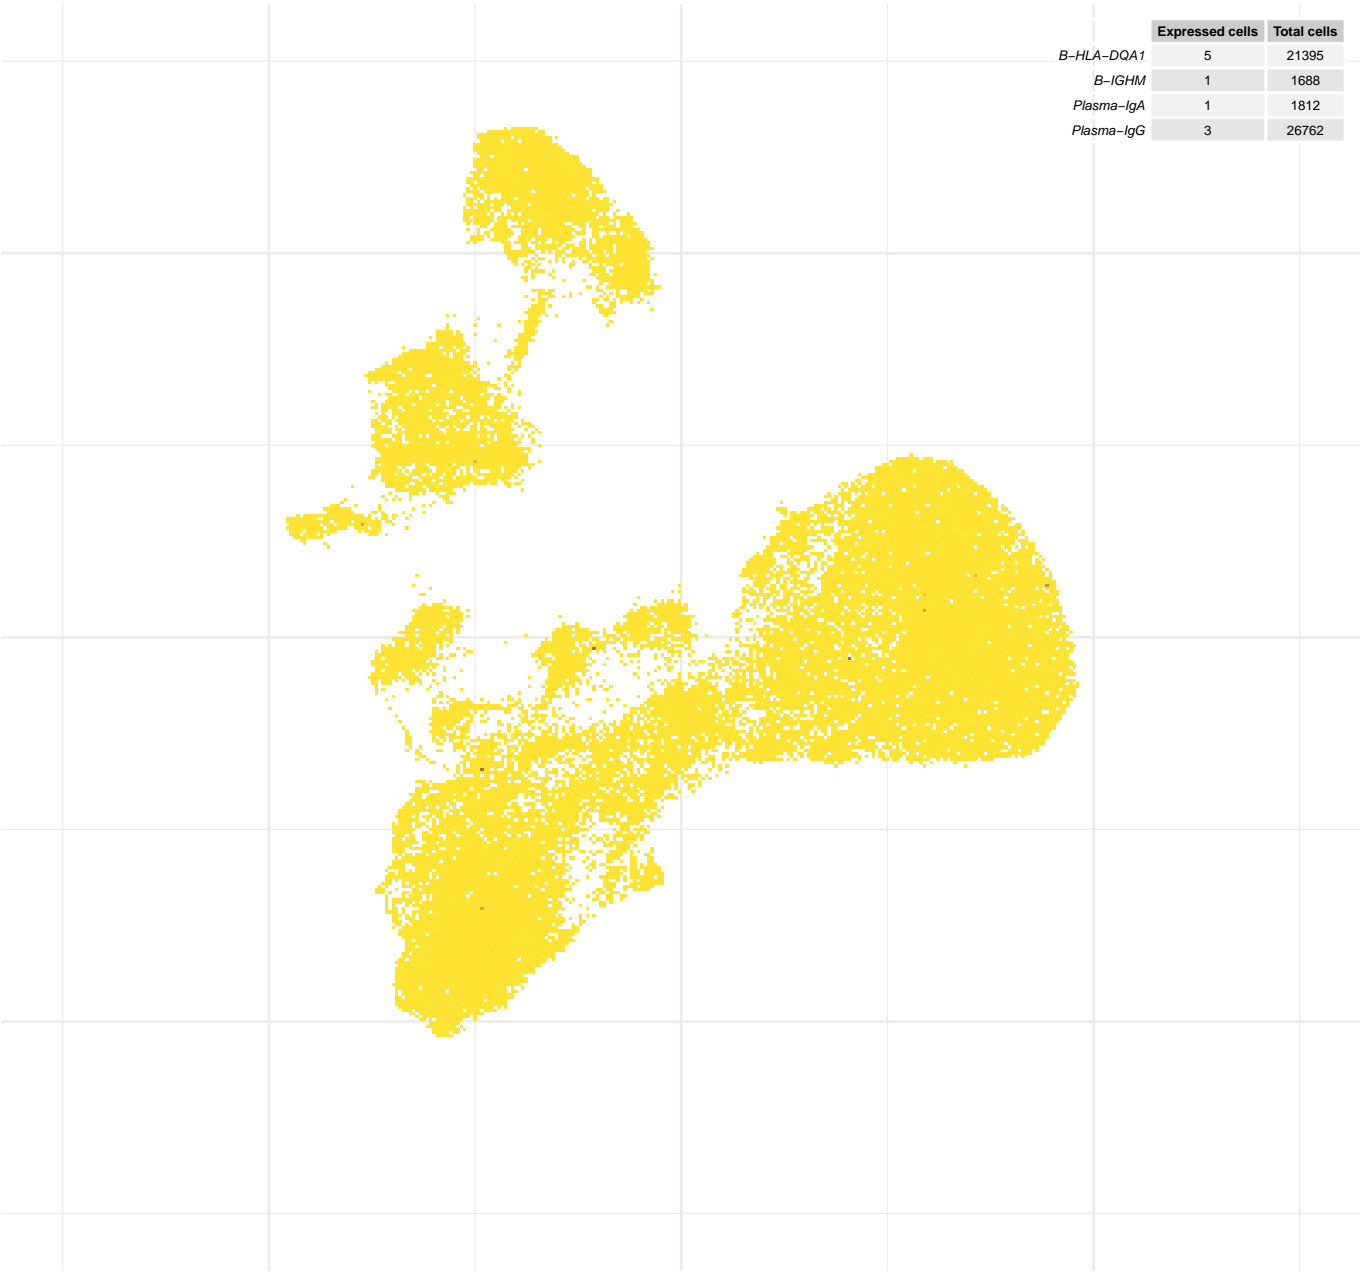 Expressed cells Total cells
B−HLA−DQA1 5 21395
B−IGHM 1 1688
Plasma−IgA 1 1812
Plasma−IgG 3 26762